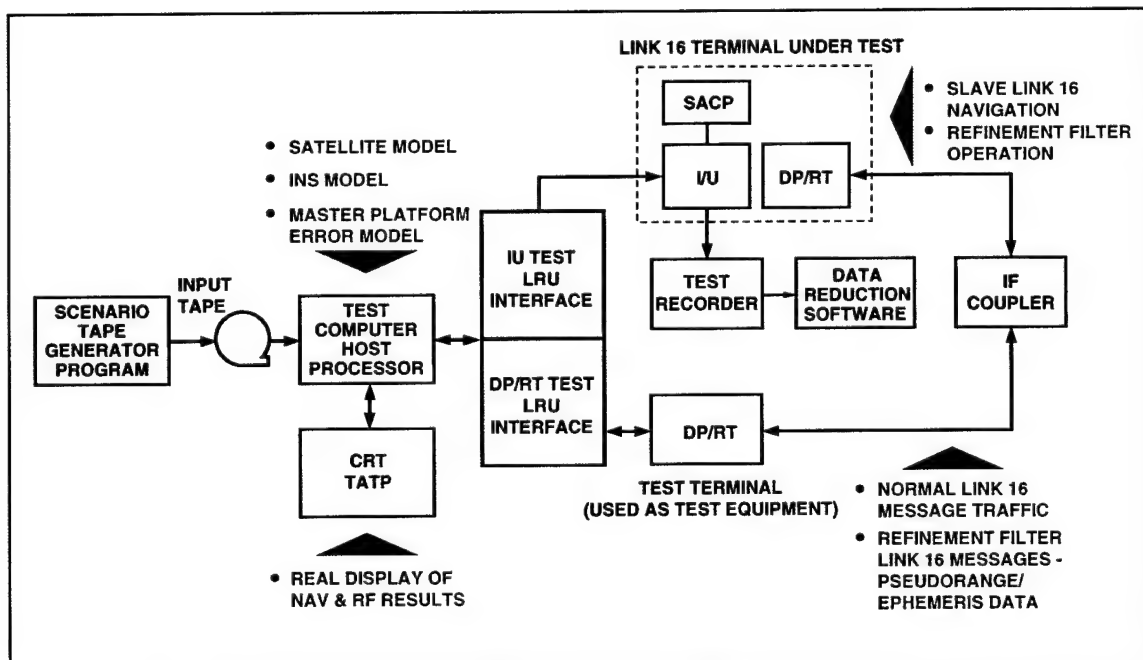 LINK 16 TERMINAL UNDER TEST
SACP
I/U
DP/RT
• SLAVE LINK 16
NAVIGATION
• REFINEMENT FILTER
OPERATION
• SATELLITE MODEL
• INS MODEL
• MASTER PLATFORM
ERROR MODEL
INPUT
TAPE
SCENARIO
TAPE
GENERATOR
PROGRAM
TEST
COMPUTER
HOST
PROCESSOR
IU TEST
LRU
INTERFACE
DP/RT TEST
LRU
INTERFACE
TEST
RECORDER
DATA
REDUCTION
SOFTWARE
IF
COUPLER
CRT
TATP
DP/RT
TEST TERMINAL
(USED AS TEST EQUIPMENT)
• REAL DISPLAY OF
NAV & RF RESULTS
• NORMAL LINK 16
MESSAGE TRAFFIC
• REFINEMENT FILTER
LINK 16 MESSAGES -
PSEUDORANGE/
EPHEMERIS DATA